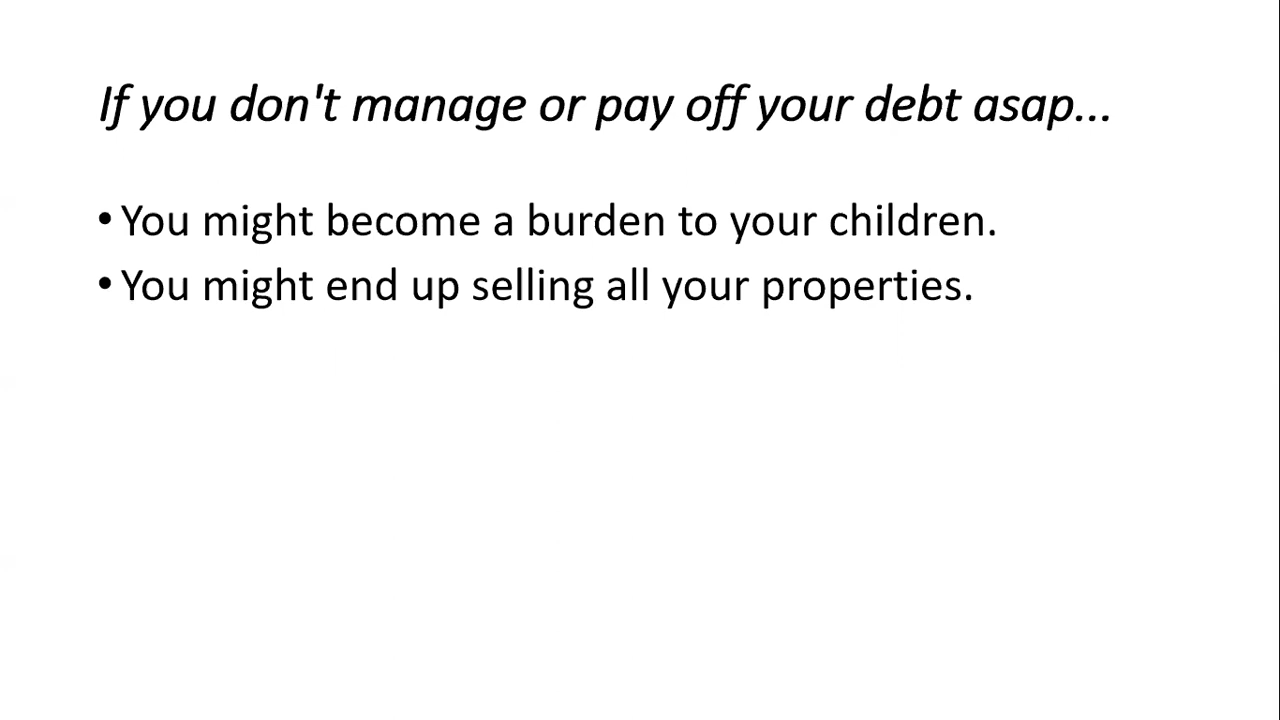 If you don't manage or pay off your debt asap...
• You might become a burden to your children.
• You might end up selling all your properties.